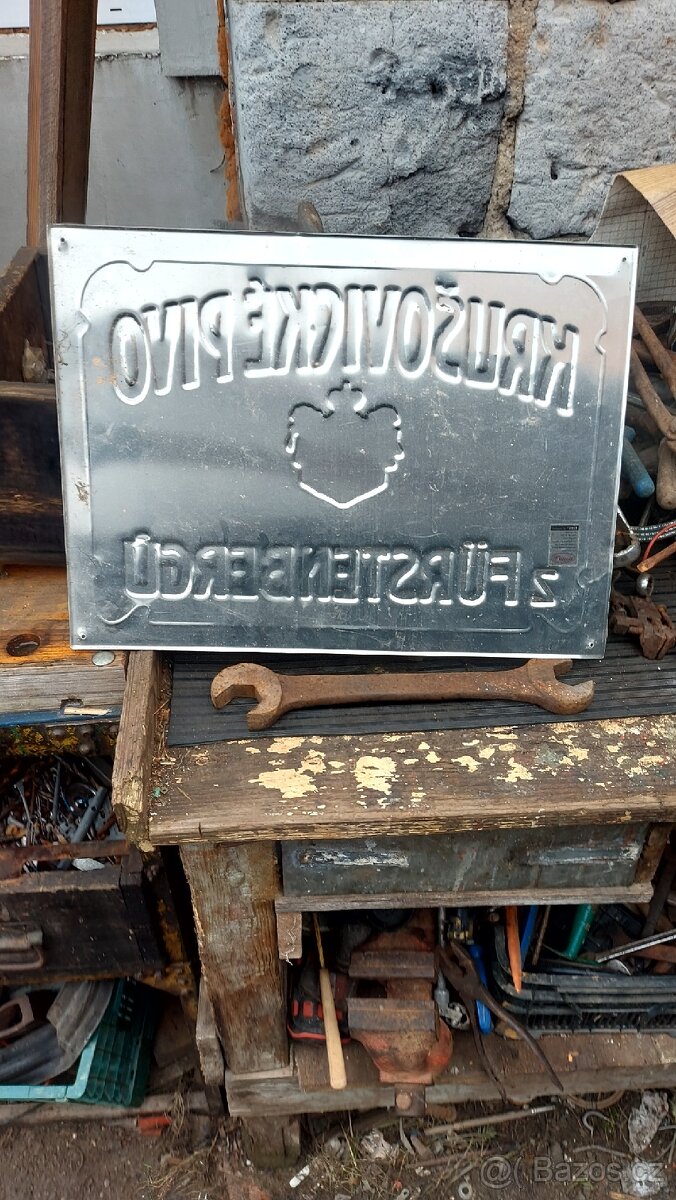 KRUŠOVICKÉ PIVO
z FÜRSTENBERGŮ
@ Bazos.cz